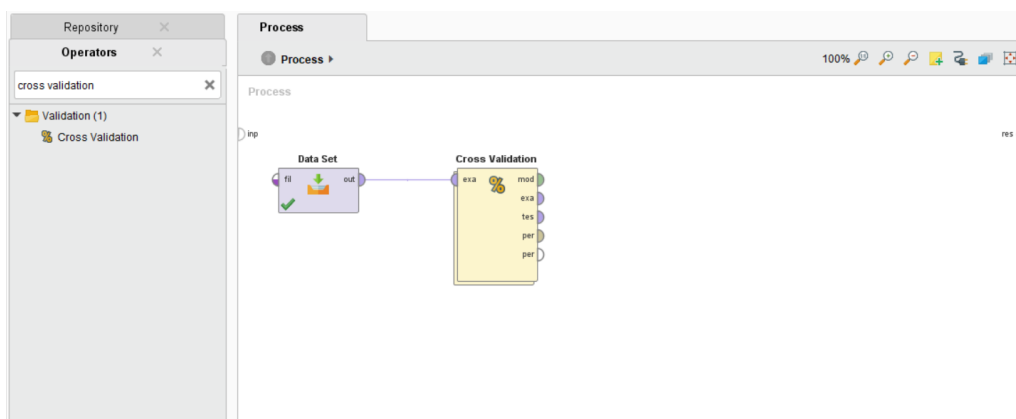 Repository
Process
Operators
Process
100%
cross validation
Process
Validation (1)
Cross Validation
inp
res
Data Set
Cross Validation
fil
out
exa
mod
exa
tes
per
per